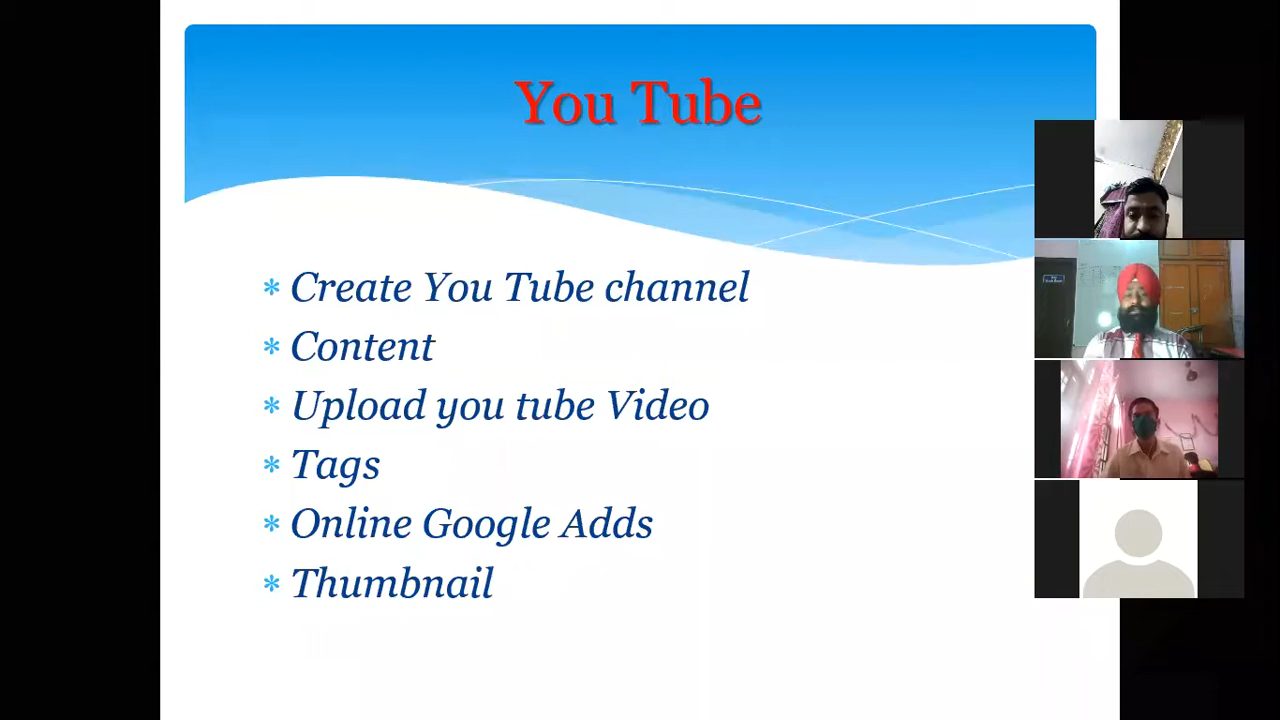 You Tube
* Create You Tube channel
* Content
* Upload you tube Video
* Tags
* Online Google Adds
* Thumbnail